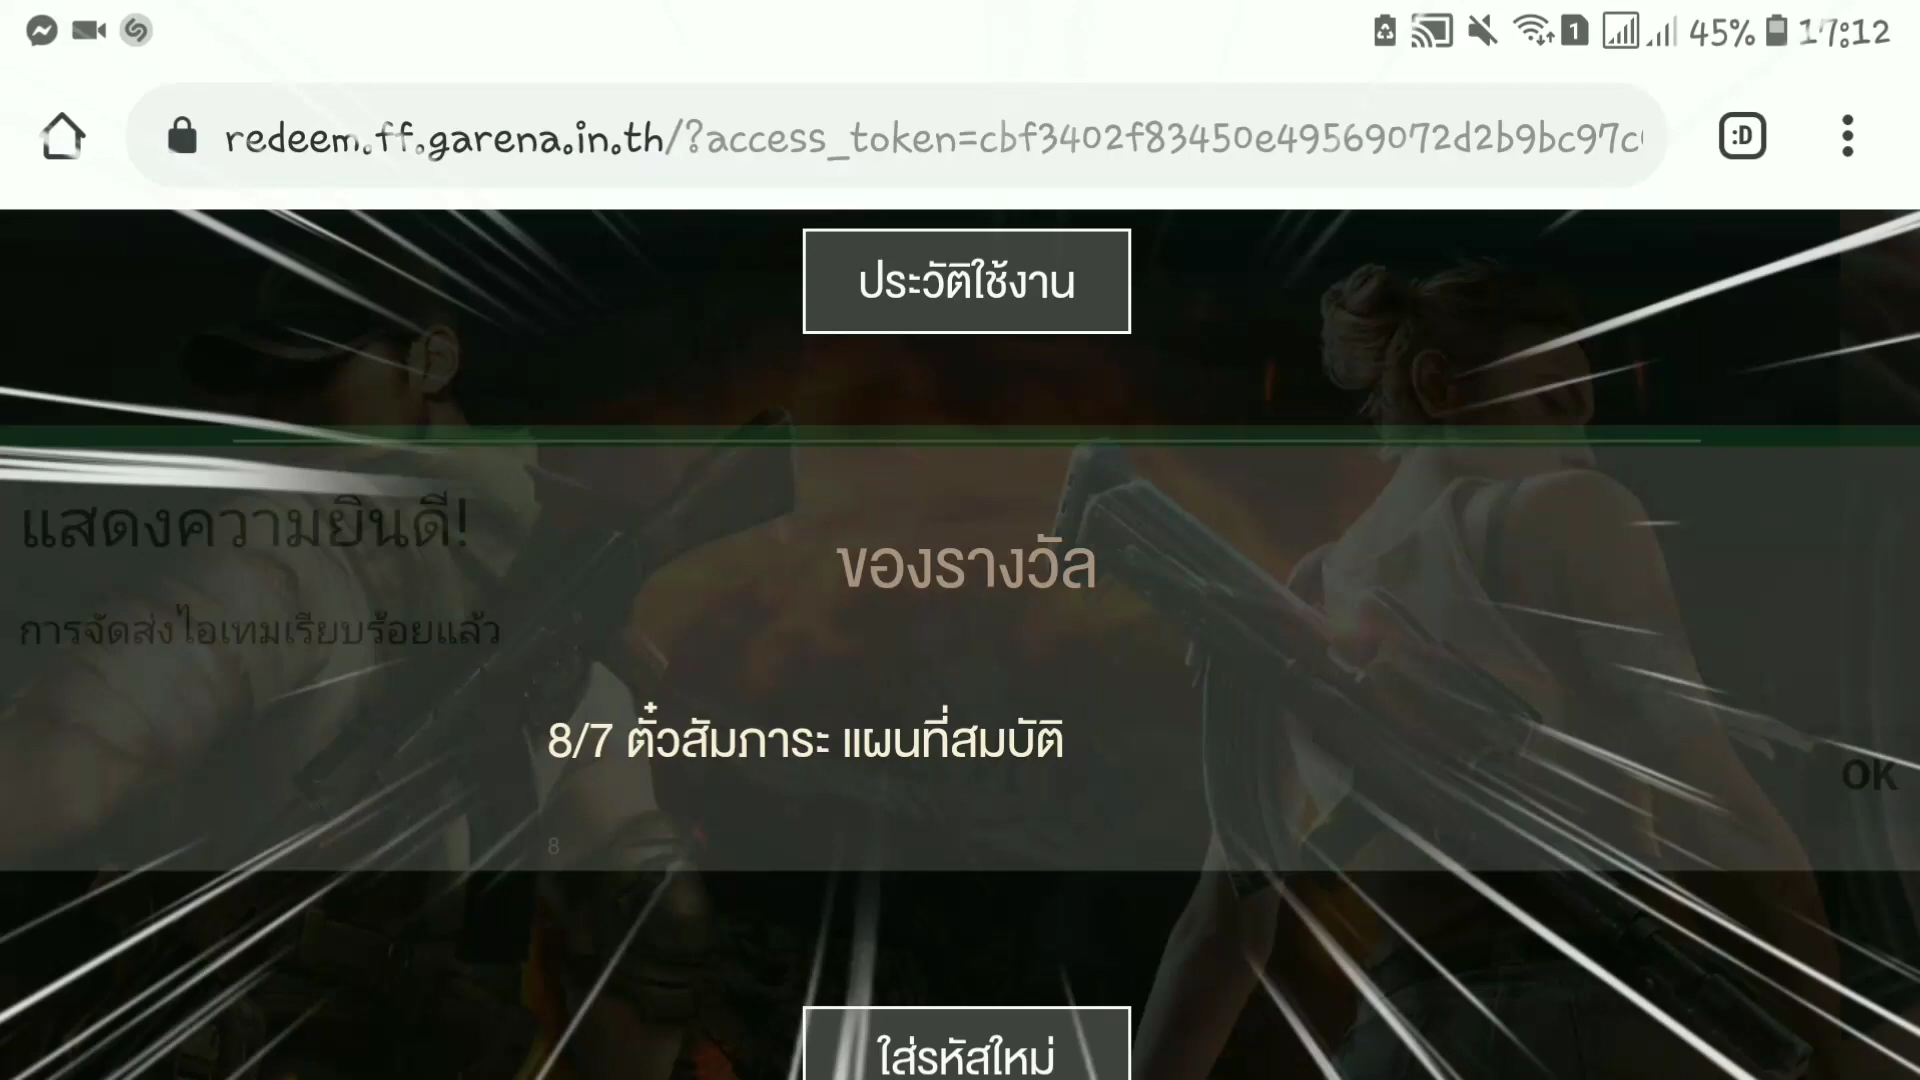 45% 17:12
redeem.ff.garena.in.th/?access_token=cbf3402f83450e49569072d2b9bc97c
:D
ประวัติใช้งาน
แสดงความยินดี!
ของรางวัล
การจัดส่งไอเทมเรียบร้อยแล้ว
8/7 ตั๋วสัมภาระ แผนที่สมบัติ
OK
8
ใส่รหัสใหม่